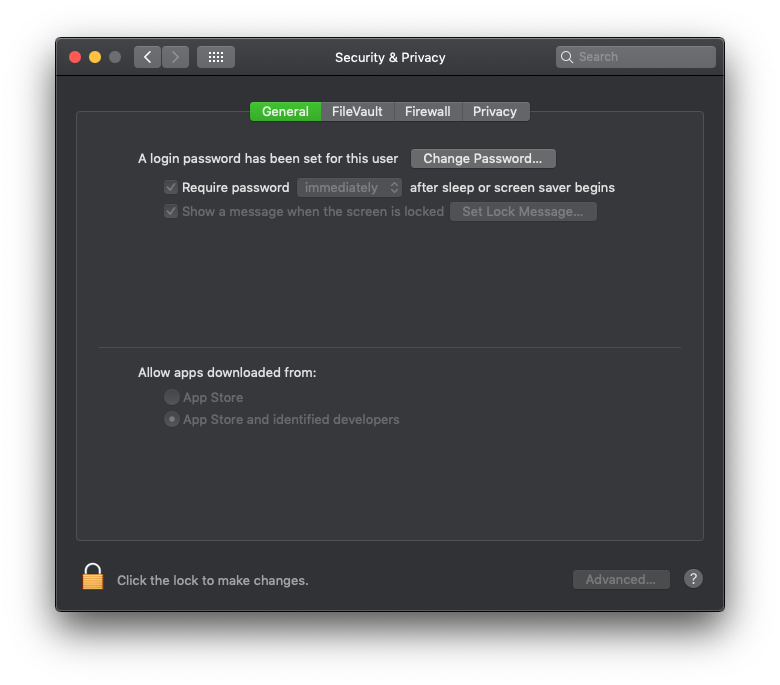 Security & Privacy
Search
General FileVault Firewall Privacy
A login password has been set for this user Change Password...
Require password immediately after sleep or screen saver begins
Show a message when the screen is locked Set Lock Message...
Allow apps downloaded from:
App Store
App Store and identified developers
Click the lock to make changes.
Advanced...
?